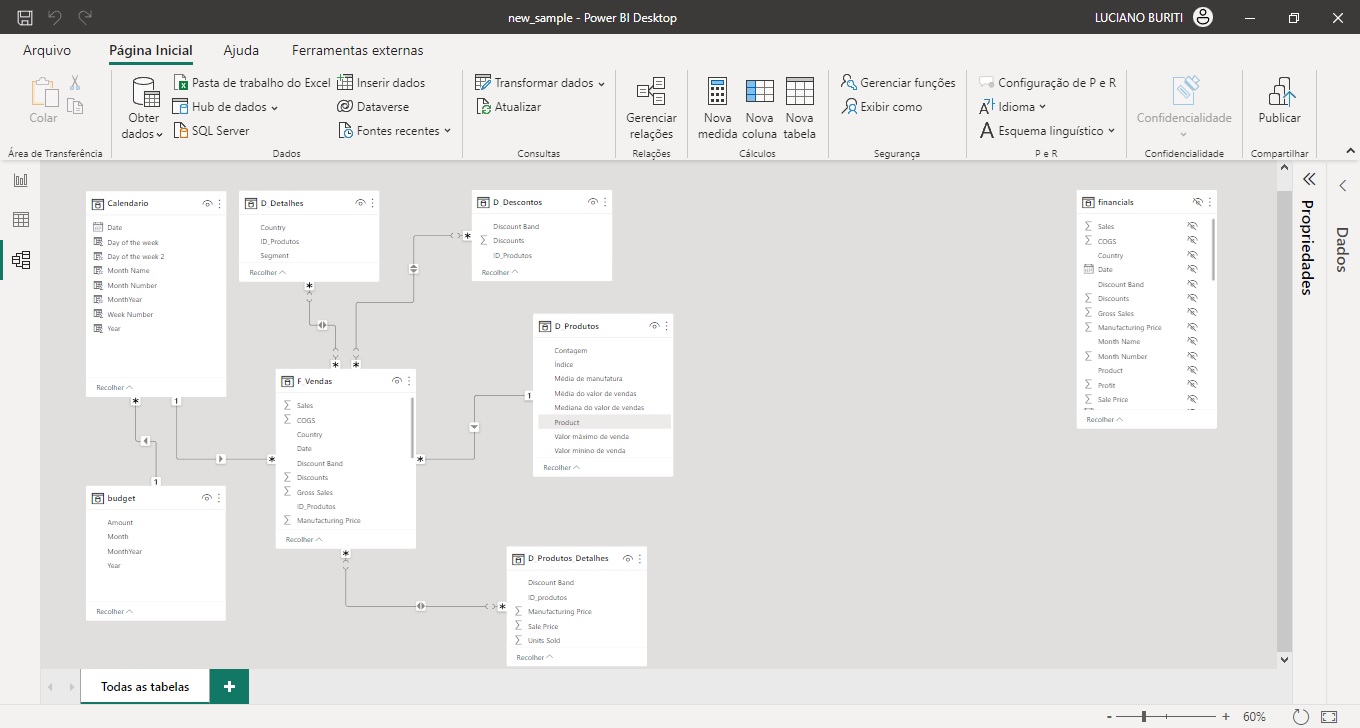 new_sample - Power BI Desktop
LUCIANO BURITI
Arquivo
Página Inicial
Ajuda
Ferramentas externas
Colar
Área de Transferência
Obter dados
Pasta de trabalho do Excel
Hub de dados
SQL Server
Inserir dados
Dataverse
Fontes recentes
Dados
Transformar dados
Atualizar
Consultas
Gerenciar relações
Relações
Nova medida
Nova coluna
Nova tabela
Cálculos
Gerenciar funções
Exibir como
Segurança
Configuração de P e R
Idioma
Esquema linguístico
P e R
Confidencialidade
Confidencialidade
Publicar
Compartilhar
Calendario
Date
Day of the week
Day of the week 2
Month Name
Month Number
MonthYear
Week Number
Year
Recolher
D_Detalhes
Country
ID_Produtos
Segment
Recolher
D_Descontos
Discount Band
Discounts
ID_Produtos
Recolher
D_Produtos
Contagem
Índice
Média de manufatura
Média do valor de vendas
Mediana do valor de vendas
Product
Valor máximo de venda
Valor mínino de venda
Recolher
F_Vendas
Sales
COGS
Country
Date
Discount Band
Discounts
Gross Sales
ID_Produtos
Manufacturing Price
Recolher
budget
Amount
Month
MonthYear
Year
Recolher
D_Produtos_Detalhes
Discount Band
ID_produtos
Manufacturing Price
Sale Price
Units Sold
Recolher
financials
Sales
COGS
Country
Date
Discount Band
Discounts
Gross Sales
Manufacturing Price
Month Name
Month Number
Product
Profit
Sale Price
Recolher
Propriedades
Dados
* 1 * * * * * 1 * 1 * *
Todas as tabelas
+
- + 60%